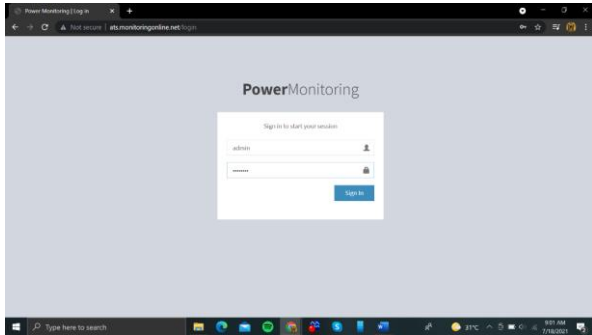 Power Monitoring | Log in
Not secure | ats.monitoringonline.net/login
PowerMonitoring
Sign in to start your session
admin
••••••••
Sign In
Type here to search
31°C
9:01 AM
7/18/2021